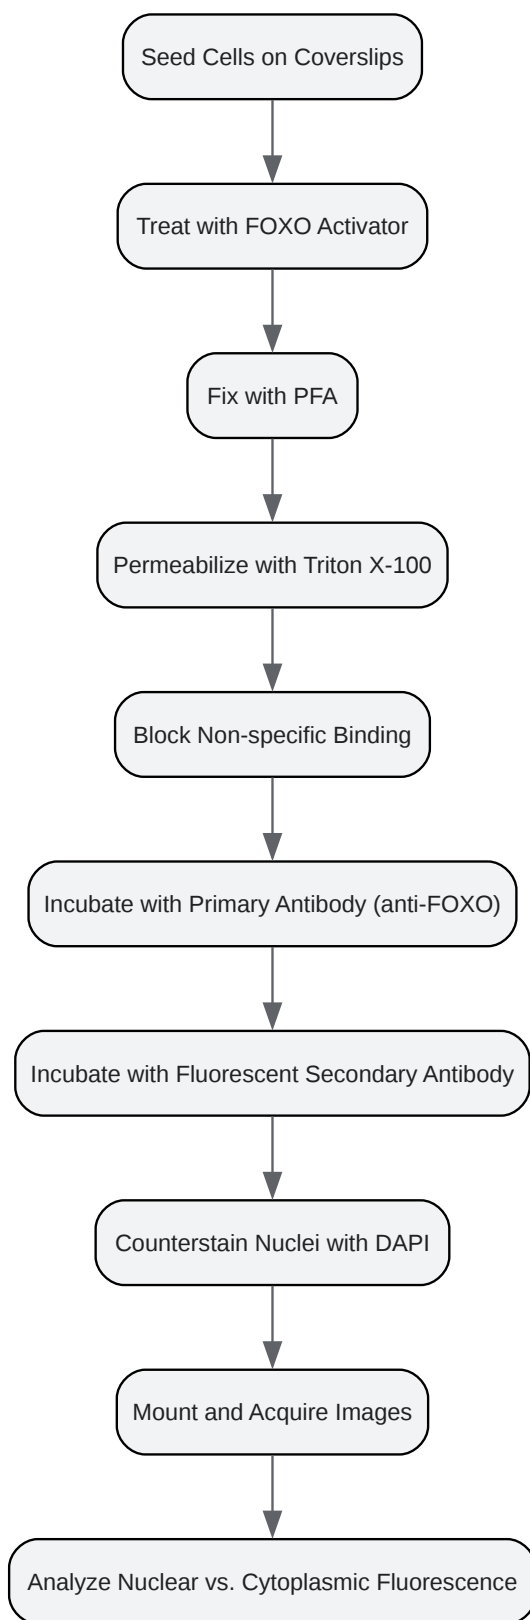 Seed Cells on Coverslips
Treat with FOXO Activator
Fix with PFA
Permeabilize with Triton X-100
Block Non-specific Binding
Incubate with Primary Antibody (anti-FOXO)
Incubate with Fluorescent Secondary Antibody
Counterstain Nuclei with DAPI
Mount and Acquire Images
Analyze Nuclear vs. Cytoplasmic Fluorescence